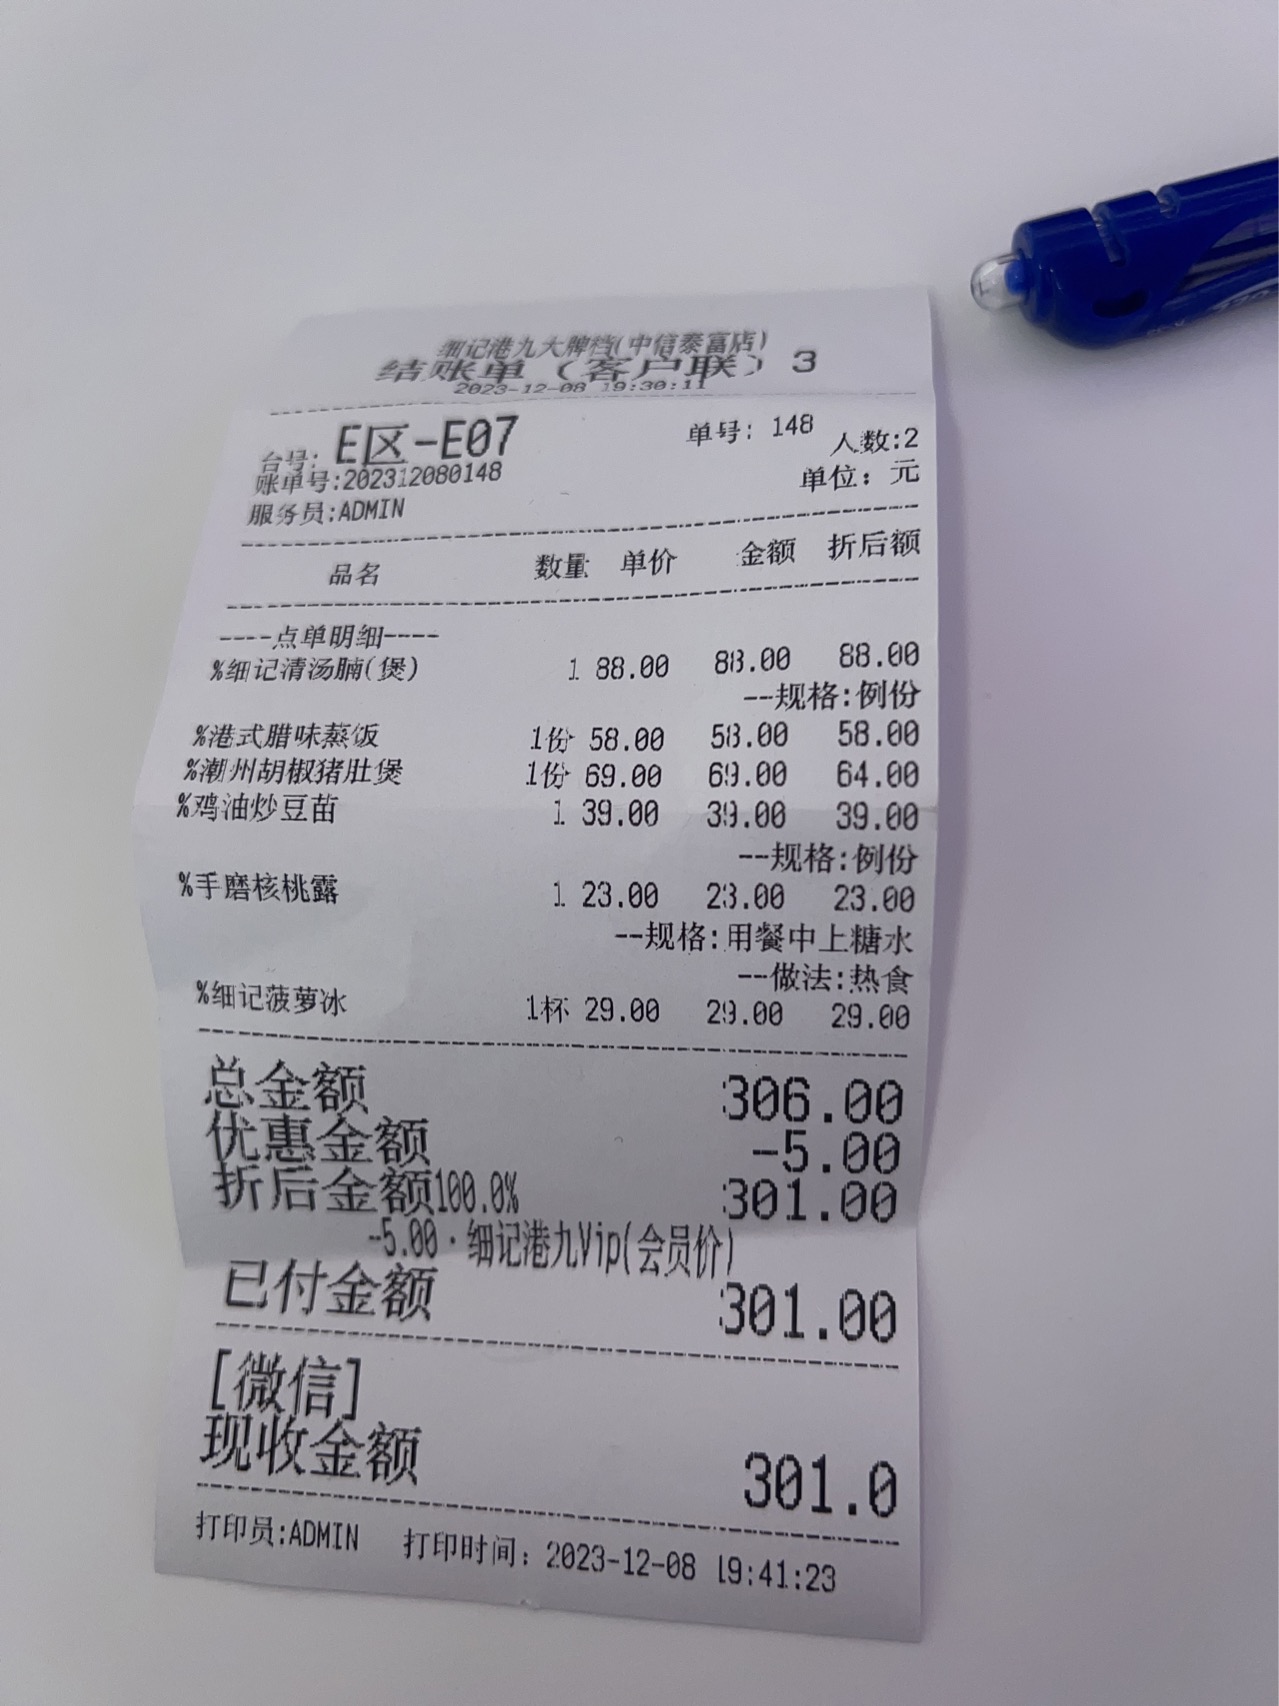 细记港九大牌档(中信泰富店)
结账单（客户联）3
2023-12-08 19:30:11
台号: E区-E07 单号: 148 人数:2
账单号:202312080148 单位: 元
服务员:ADMIN
品名 数量 单价 金额 折后额
----点单明细----
%细记清汤腩(煲) 1 88.00 88.00 88.00
--规格:例份
%港式腊味蒸饭 1份 58.00 58.00 58.00
%潮州胡椒猪肚煲 1份 69.00 69.00 64.00
%鸡油炒豆苗 1 39.00 39.00 39.00
--规格:例份
%手磨核桃露 1 23.00 23.00 23.00
--规格:用餐中上糖水
--做法:热食
%细记菠萝冰 1杯 29.00 29.00 29.00
总金额 306.00
优惠金额 -5.00
折后金额100.0% 301.00
-5.00·细记港九Vip(会员价)
已付金额 301.00
[微信]
现收金额 301.0
打印员:ADMIN 打印时间: 2023-12-08 19:41:23